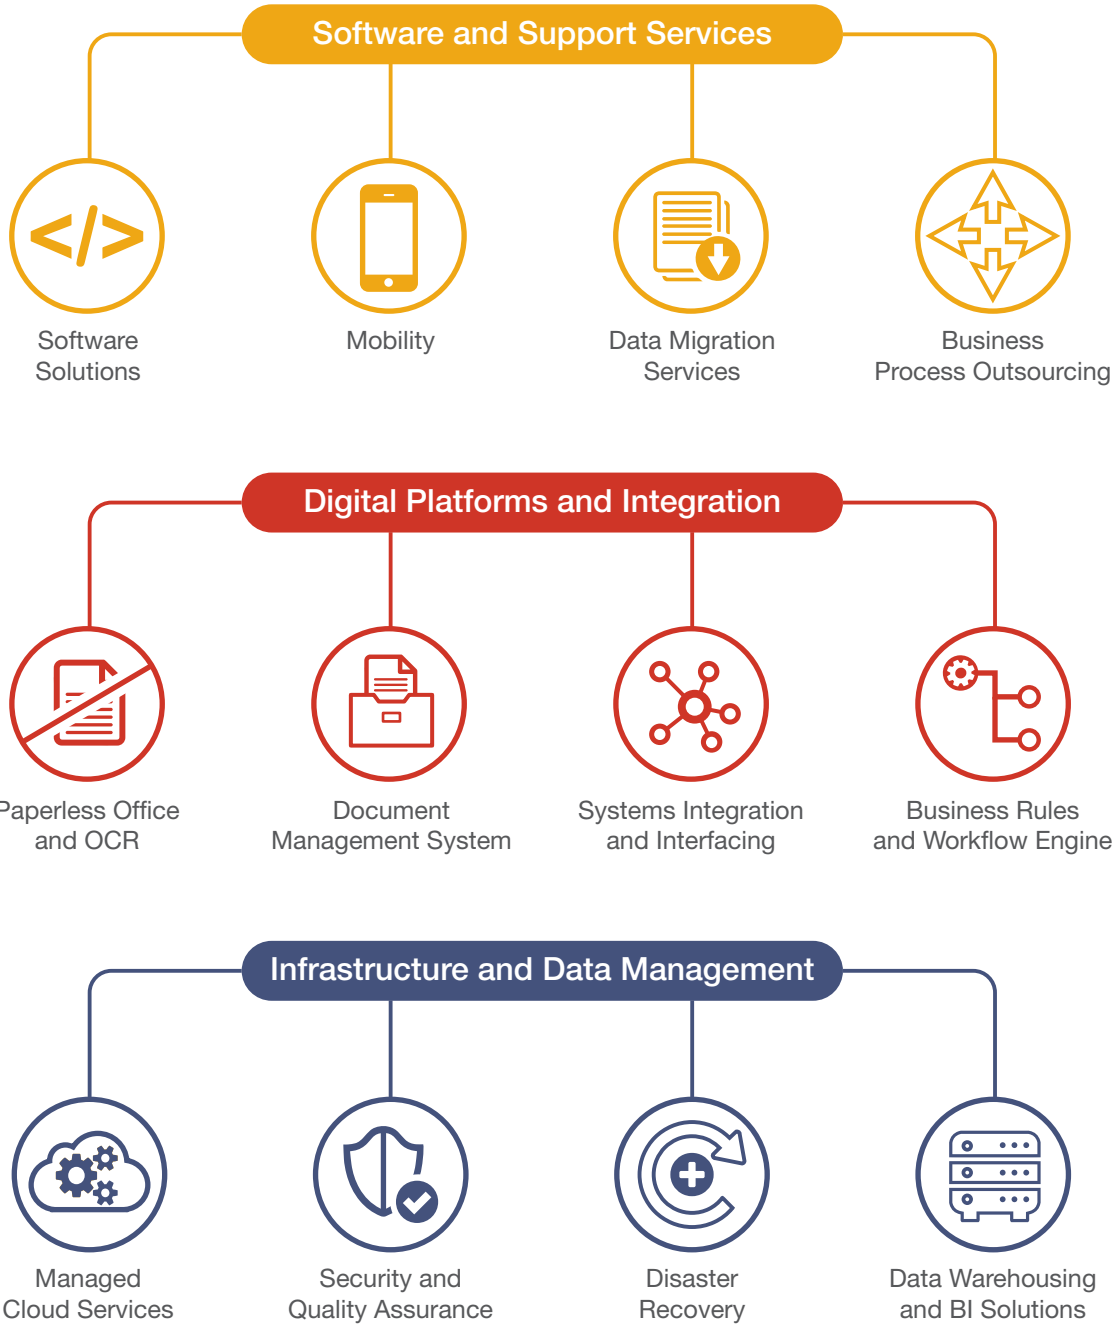 Software and Support Services
Software
Solutions
Mobility
Data Migration
Services
Business
Process Outsourcing
Digital Platforms and Integration
Paperless Office
and OCR
Document
Management System
Systems Integration
and Interfacing
Business Rules
and Workflow Engine
Infrastructure and Data Management
Managed
Cloud Services
Security and
Quality Assurance
Disaster
Recovery
Data Warehousing
and BI Solutions